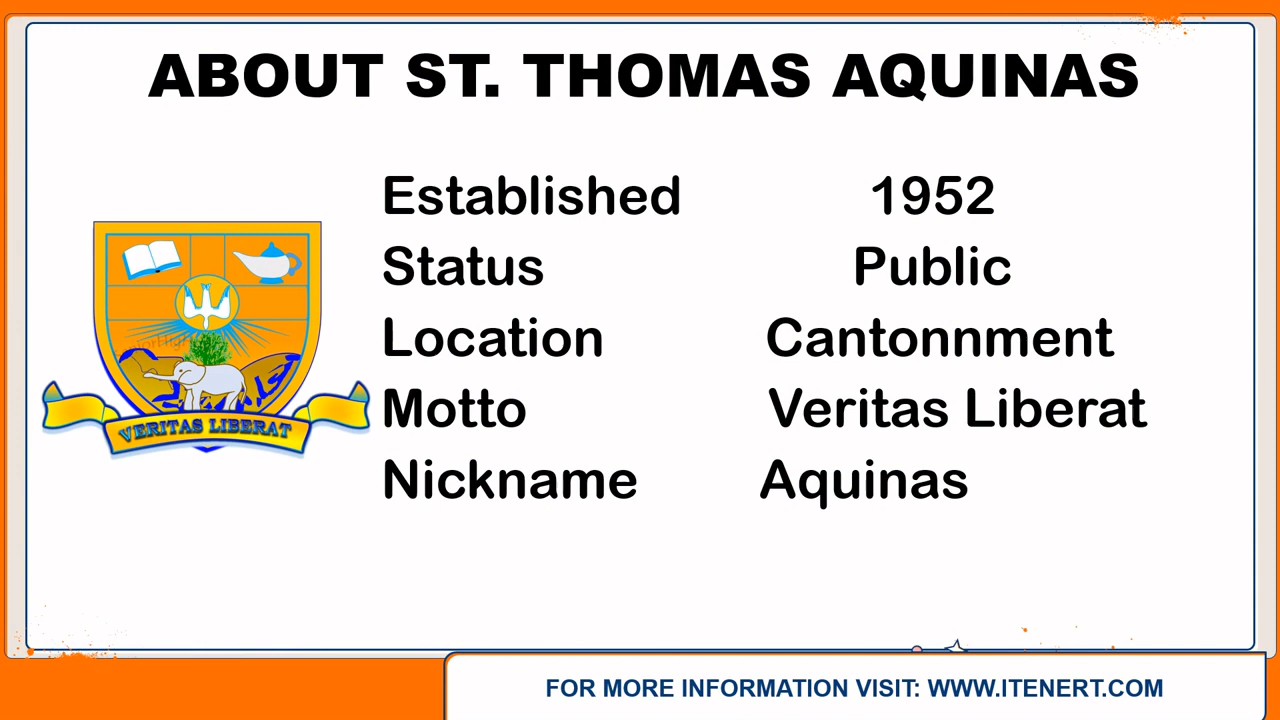 ABOUT ST. THOMAS AQUINAS
Established 1952
Status Public
Location Cantonnment
Motto Veritas Liberat
Nickname Aquinas
VERITAS LIBERAT
FOR MORE INFORMATION VISIT: WWW.ITENERT.COM